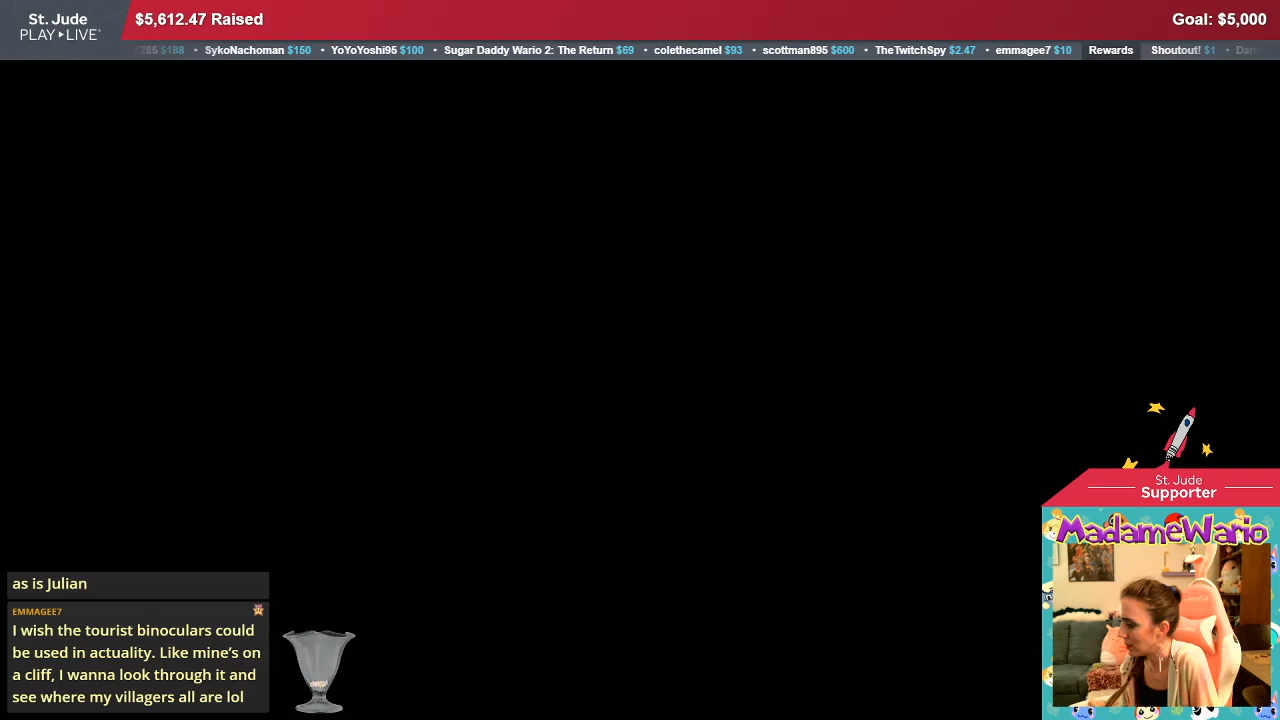 St. Jude
PLAY LIVE
$5,612.47 Raised
Goal: $5,000
7285 $188 • SykoNachoman $150 • YoYoYoshi95 $100 • Sugar Daddy Wario 2: The Return $69 • colethecamel $93 • scottman895 $600 • TheTwitchSpy $2.47 • emmagee7 $10 Rewards Shoutout! $1 •
St. Jude
Supporter
MadameWario
as is Julian
EMMAGEE7
I wish the tourist binoculars could
be used in actuality. Like mine's on
a cliff, I wanna look through it and
see where my villagers all are lol